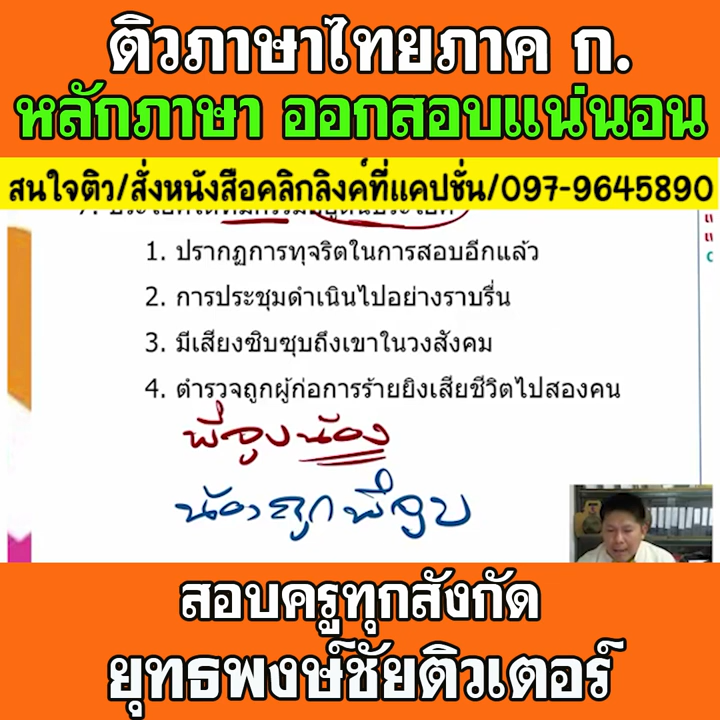 ติวภาษาไทยภาค ก.
หลักภาษา ออกสอบแน่นอน
สนใจติว/สั่งหนังสือคลิกลิงค์ที่แคปชั่น/097-9645890
1. ปรากฏการทุจริตในการสอบอีกแล้ว
2. การประชุมดำเนินไปอย่างราบรื่น
3. มีเสียงซิบซุบถึงเขาในวงสังคม
4. ตำรวจถูกผู้ก่อการร้ายยิงเสียชีวิตไปสองคน
พี่จูงน้อง
น้องถูกพี่จูง
สอบครูทุกสังกัด
ยุทธพงษ์ชัยติวเตอร์